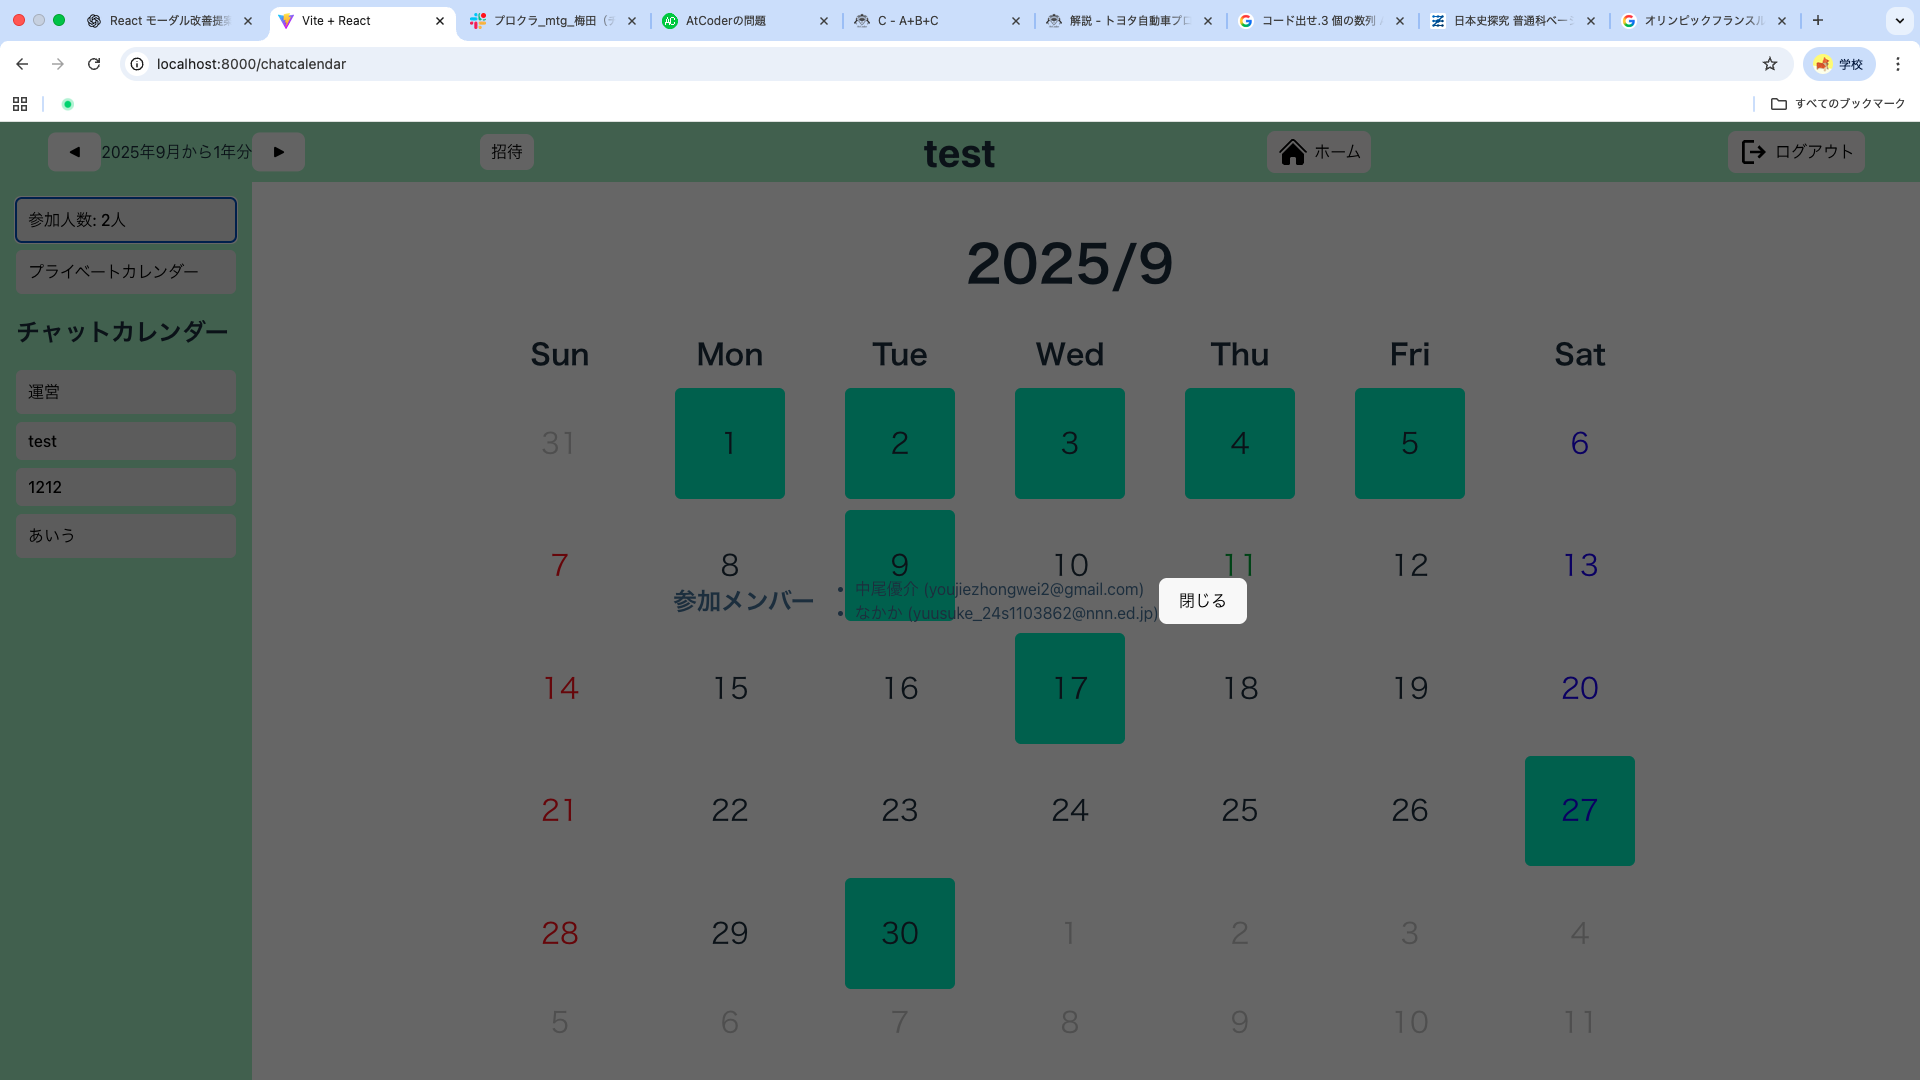 React モーダル改善提案
Vite + React
プロクラ_mtg_梅田
AtCoderの問題
C - A+B+C
解説 - トヨタ自動車プロ
コード出せ.3 個の数列
日本史探究 普通科ベー
オリンピックフランスル
localhost:8000/chatcalendar
学校
すべてのブックマーク
◀ 2025年9月から1年分 ▶
招待
test
ホーム
ログアウト
参加人数: 2人
プライベートカレンダー
チャットカレンダー
運営
test
1212
あいう
2025/9
Sun Mon Tue Wed Thu Fri Sat
31 1 2 3 4 5 6
7 8 9 10 11 12 13
参加メンバー
中尾優介 (youjiezhongwei2@gmail.com)
なかか (yuusuke_24s1103862@nnn.ed.jp)
閉じる
14 15 16 17 18 19 20
21 22 23 24 25 26 27
28 29 30 1 2 3 4
5 6 7 8 9 10 11